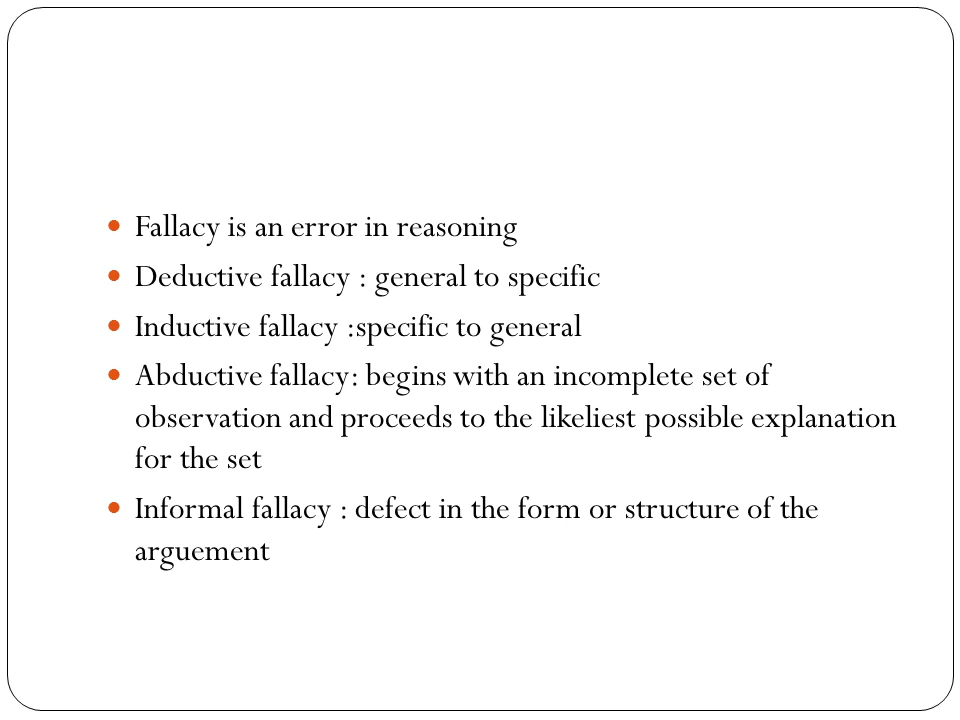 Fallacy is an error in reasoning
Deductive fallacy : general to specific
Inductive fallacy :specific to general
Abductive fallacy: begins with an incomplete set of
observation and proceeds to the likeliest possible explanation
for the set
Informal fallacy : defect in the form or structure of the
arguement